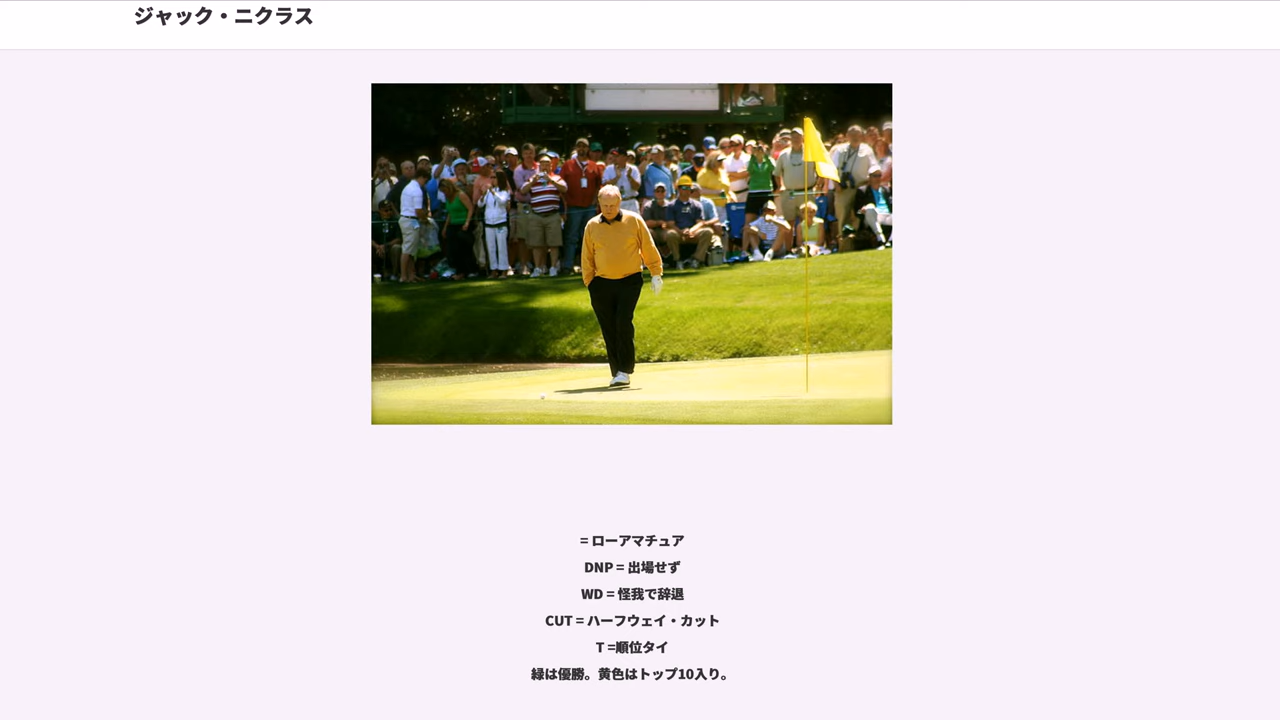 ジャック・ニクラス
= ローアマチュア
DNP = 出場せず
WD = 怪我で辞退
CUT = ハーフウェイ・カット
T =順位タイ
緑は優勝。黄色はトップ10入り。